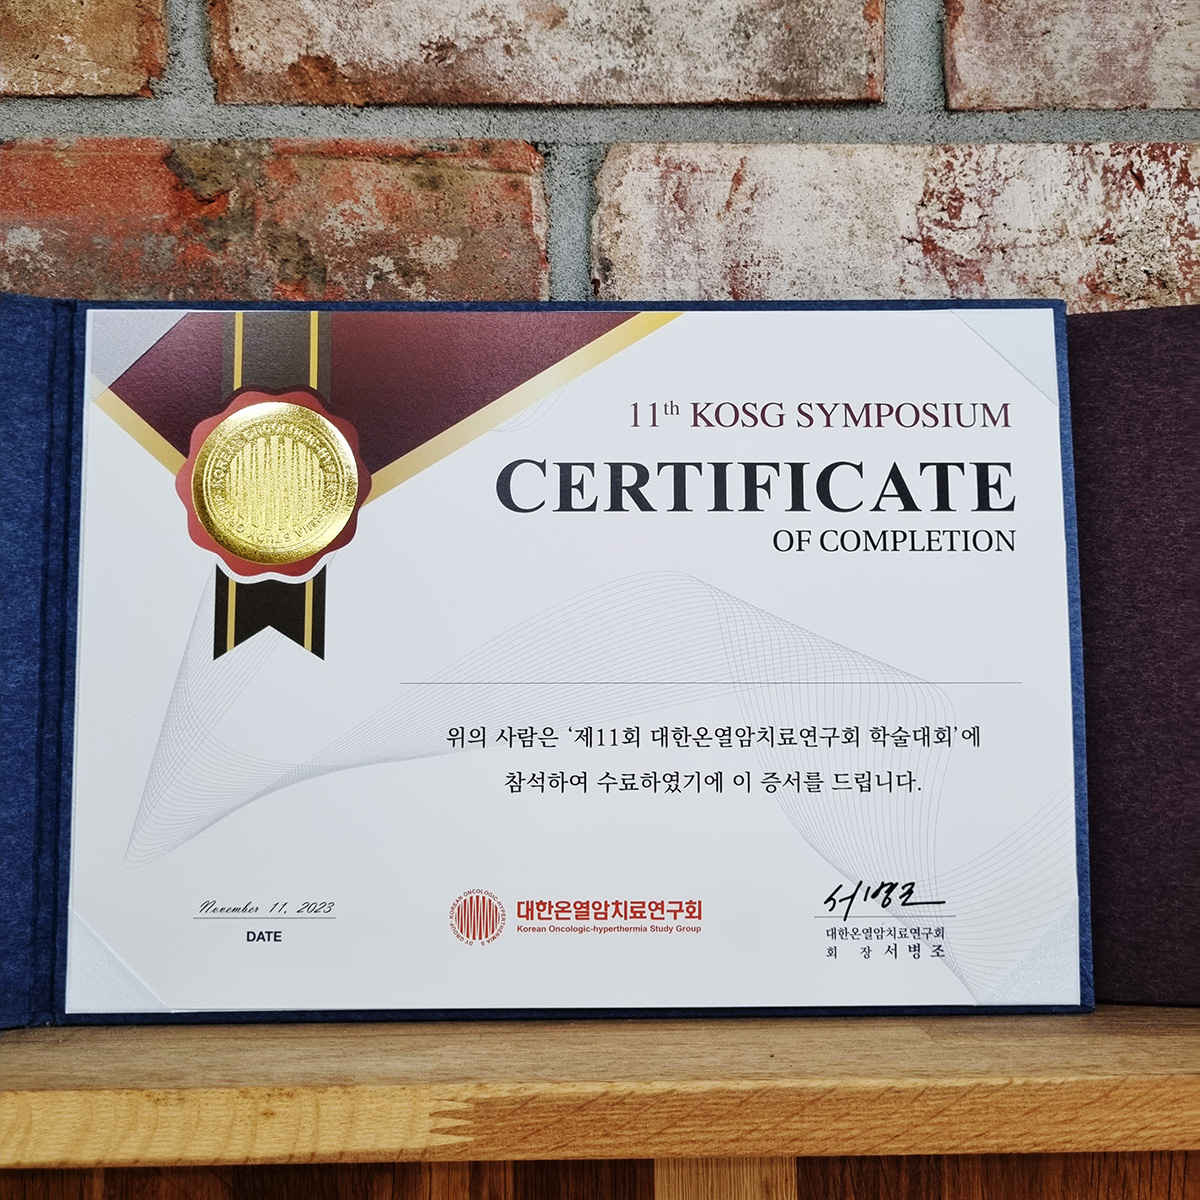 11th KOSG SYMPOSIUM
CERTIFICATE
OF COMPLETION
위의 사람은 ‘제11회 대한온열암치료연구회 학술대회’에
참석하여 수료하였기에 이 증서를 드립니다.
November 11, 2023
DATE
대한온열암치료연구회
Korean Oncologic-hyperthermia Study Group
서병조
대한온열암치료연구회
회 장 서 병 조